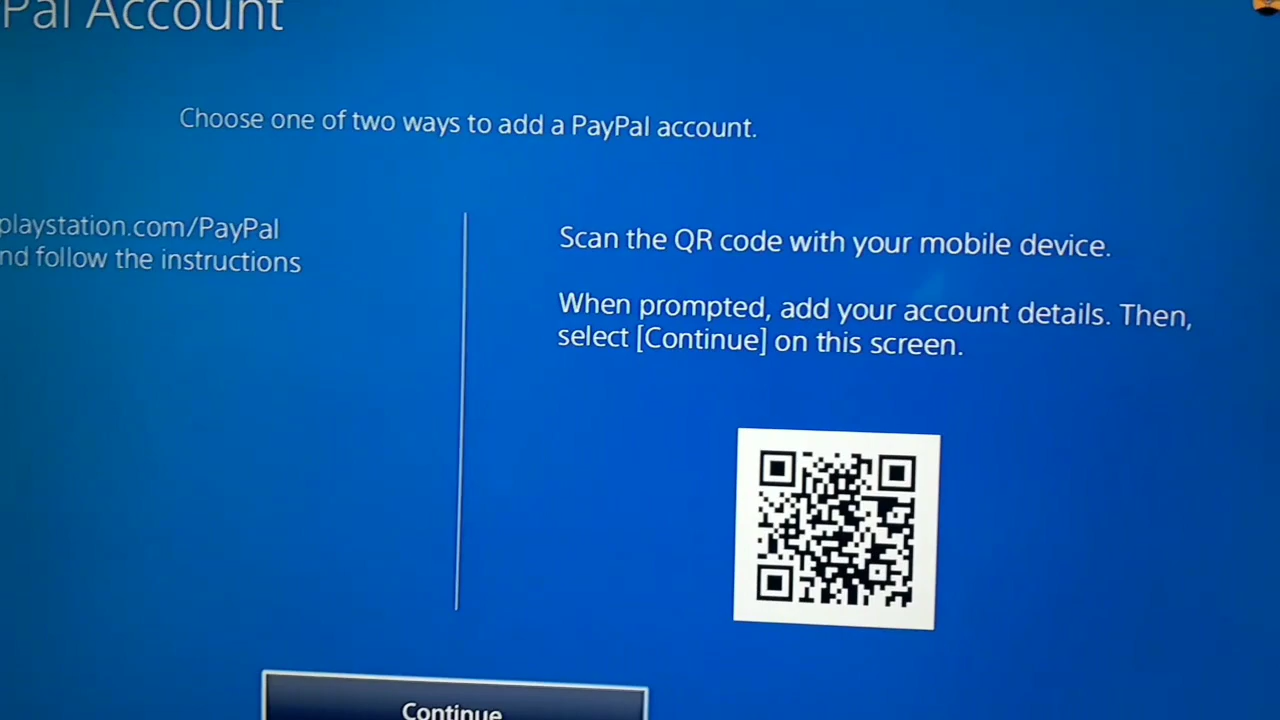 Pal Account
Choose one of two ways to add a PayPal account.
playstation.com/PayPal
nd follow the instructions
Scan the QR code with your mobile device.
When prompted, add your account details. Then,
select [Continue] on this screen.
Continue